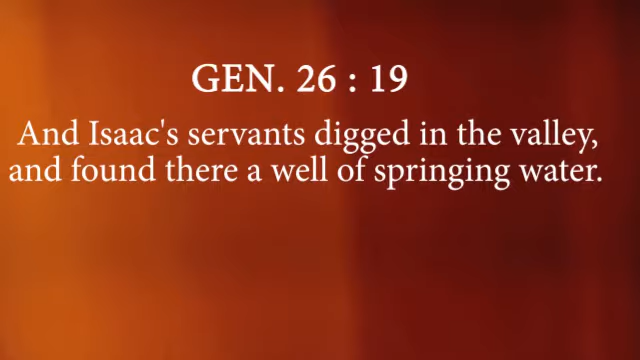 GEN. 26 : 19
And Isaac's servants digged in the valley,
and found there a well of springing water.